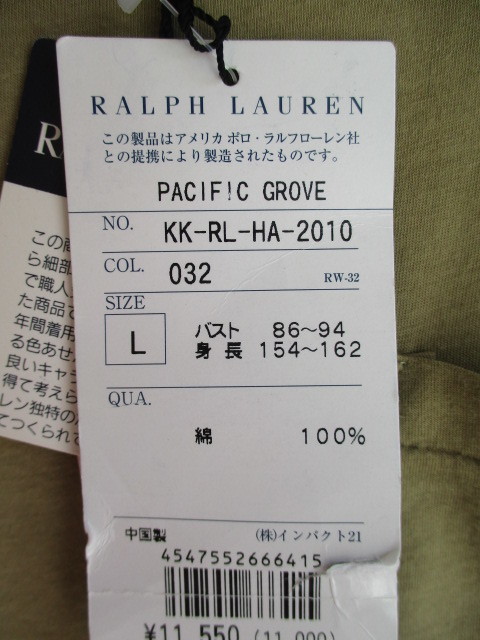 RALPH LAUREN
この製品はアメリカ ポロ・ラルフローレン社
との提携により製造されたものです。
PACIFIC GROVE
NO. KK-RL-HA-2010
COL. 032 RW-32
SIZE
L
バスト 86~94
身長 154~162
QUA.
綿 100%
中国製 (株)インパクト21
4547552666415
¥11,550 (11,000)
R
この商
ら細部
で職人
た商品で
年間着用
る色あせ
良いキャ
得て考えら
レン独特の
てつくられて